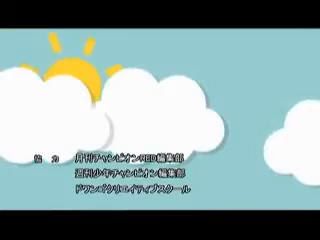 協力 月刊チャンピオンRED編集部
週刊少年チャンピオン編集部
ドワンゴクリエイティブスクール